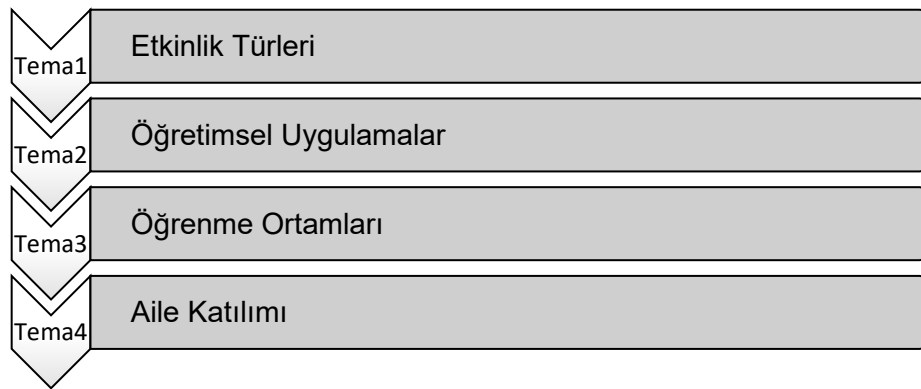 Tema1
Etkinlik Türleri
Tema2
Öğretimsel Uygulamalar
Tema3
Öğrenme Ortamları
Tema4
Aile Katılımı